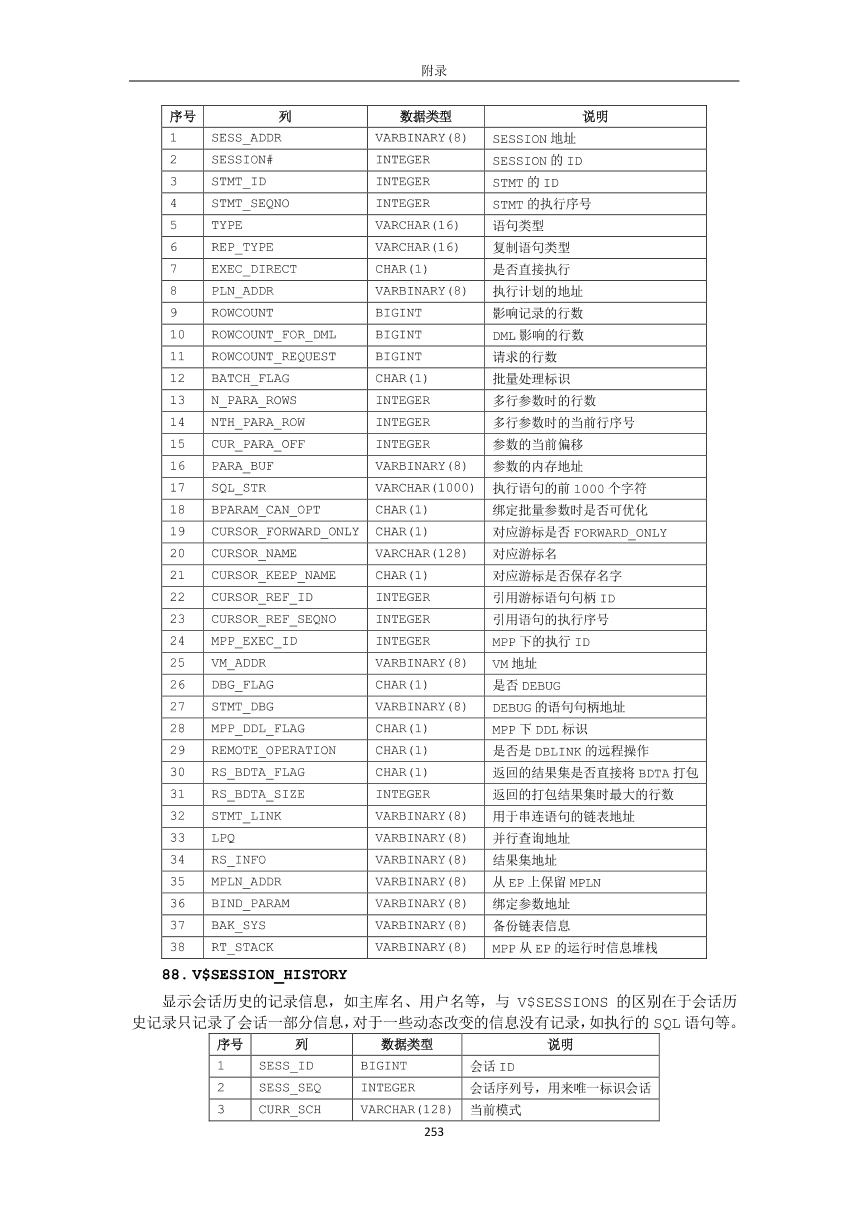 附录
序号 列 数据类型 说明
1 SESS_ADDR VARBINARY(8) SESSION 地址
2 SESSION# INTEGER SESSION 的 ID
3 STMT_ID INTEGER STMT 的 ID
4 STMT_SEQNO INTEGER STMT 的执行序号
5 TYPE VARCHAR(16) 语句类型
6 REP_TYPE VARCHAR(16) 复制语句类型
7 EXEC_DIRECT CHAR(1) 是否直接执行
8 PLN_ADDR VARBINARY(8) 执行计划的地址
9 ROWCOUNT BIGINT 影响记录的行数
10 ROWCOUNT_FOR_DML BIGINT DML 影响的行数
11 ROWCOUNT_REQUEST BIGINT 请求的行数
12 BATCH_FLAG CHAR(1) 批量处理标识
13 N_PARA_ROWS INTEGER 多行参数时的行数
14 NTH_PARA_ROW INTEGER 多行参数时的当前行序号
15 CUR_PARA_OFF INTEGER 参数的当前偏移
16 PARA_BUF VARBINARY(8) 参数的内存地址
17 SQL_STR VARCHAR(1000) 执行语句的前 1000 个字符
18 BPARAM_CAN_OPT CHAR(1) 绑定批量参数时是否可优化
19 CURSOR_FORWARD_ONLY CHAR(1) 对应游标是否 FORWARD_ONLY
20 CURSOR_NAME VARCHAR(128) 对应游标名
21 CURSOR_KEEP_NAME CHAR(1) 对应游标是否保存名字
22 CURSOR_REF_ID INTEGER 引用游标语句句柄 ID
23 CURSOR_REF_SEQNO INTEGER 引用语句的执行序号
24 MPP_EXEC_ID INTEGER MPP 下的执行 ID
25 VM_ADDR VARBINARY(8) VM 地址
26 DBG_FLAG CHAR(1) 是否 DEBUG
27 STMT_DBG VARBINARY(8) DEBUG 的语句句柄地址
28 MPP_DDL_FLAG CHAR(1) MPP 下 DDL 标识
29 REMOTE_OPERATION CHAR(1) 是否是 DBLINK 的远程操作
30 RS_BDTA_FLAG CHAR(1) 返回的结果集是否直接将 BDTA 打包
31 RS_BDTA_SIZE INTEGER 返回的打包结果集时最大的行数
32 STMT_LINK VARBINARY(8) 用于串连语句的链表地址
33 LPQ VARBINARY(8) 并行查询地址
34 RS_INFO VARBINARY(8) 结果集地址
35 MPLN_ADDR VARBINARY(8) 从 EP 上保留 MPLN
36 BIND_PARAM VARBINARY(8) 绑定参数地址
37 BAK_SYS VARBINARY(8) 备份链表信息
38 RT_STACK VARBINARY(8) MPP 从 EP 的运行时信息堆栈
88. V$SESSION_HISTORY
显示会话历史的记录信息，如主库名、用户名等，与 V$SESSIONS 的区别在于会话历
史记录只记录了会话一部分信息，对于一些动态改变的信息没有记录，如执行的 SQL 语句等。
序号 列 数据类型 说明
1 SESS_ID BIGINT 会话 ID
2 SESS_SEQ INTEGER 会话序列号，用来唯一标识会话
3 CURR_SCH VARCHAR(128) 当前模式
253